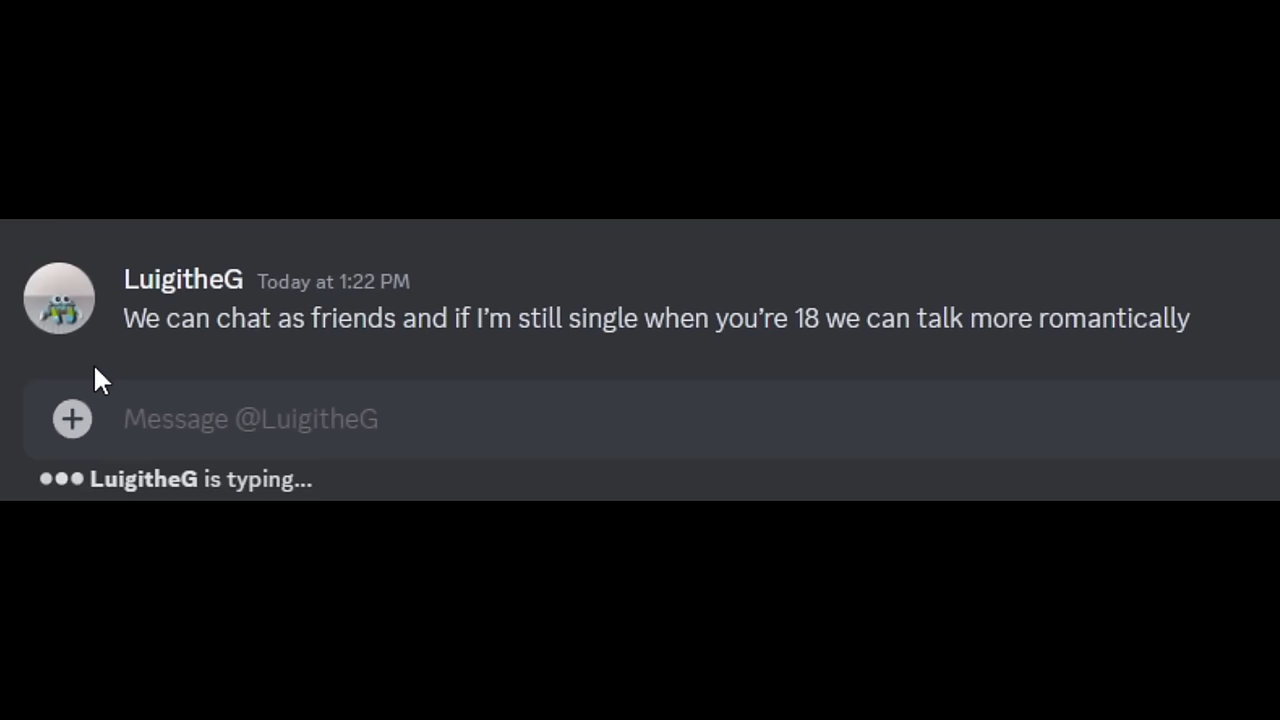 LuigitheG Today at 1:22 PM
We can chat as friends and if I’m still single when you’re 18 we can talk more romantically
Message @LuigitheG
LuigitheG is typing...